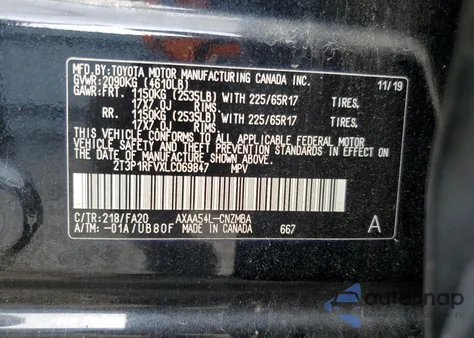 MFD.BY:TOYOTA MOTOR MANUFACTURING CANADA INC.
GVWR:2090KG (4610LB) 11/19
GAWR:FRT. 1150KG (2535LB) WITH 225/65R17 TIRES,
17X7.0J RIMS,
RR. 1150KG (2535LB) WITH 225/65R17 TIRES,
17X7.0J RIMS,
THIS VEHICLE CONFORMS TO ALL APPLICABLE FEDERAL MOTOR
VEHICLE SAFETY AND THEFT PREVENTION STANDARDS IN
EFFECT ON THE DATE OF MANUFACTURE SHOWN ABOVE.
2T3P1RFVXLC069847 MPV
C/TR:218/FA20 AXAA54L-CNZMBA A
A/TM:-01A/UB80F MADE IN CANADA 667
autosnap